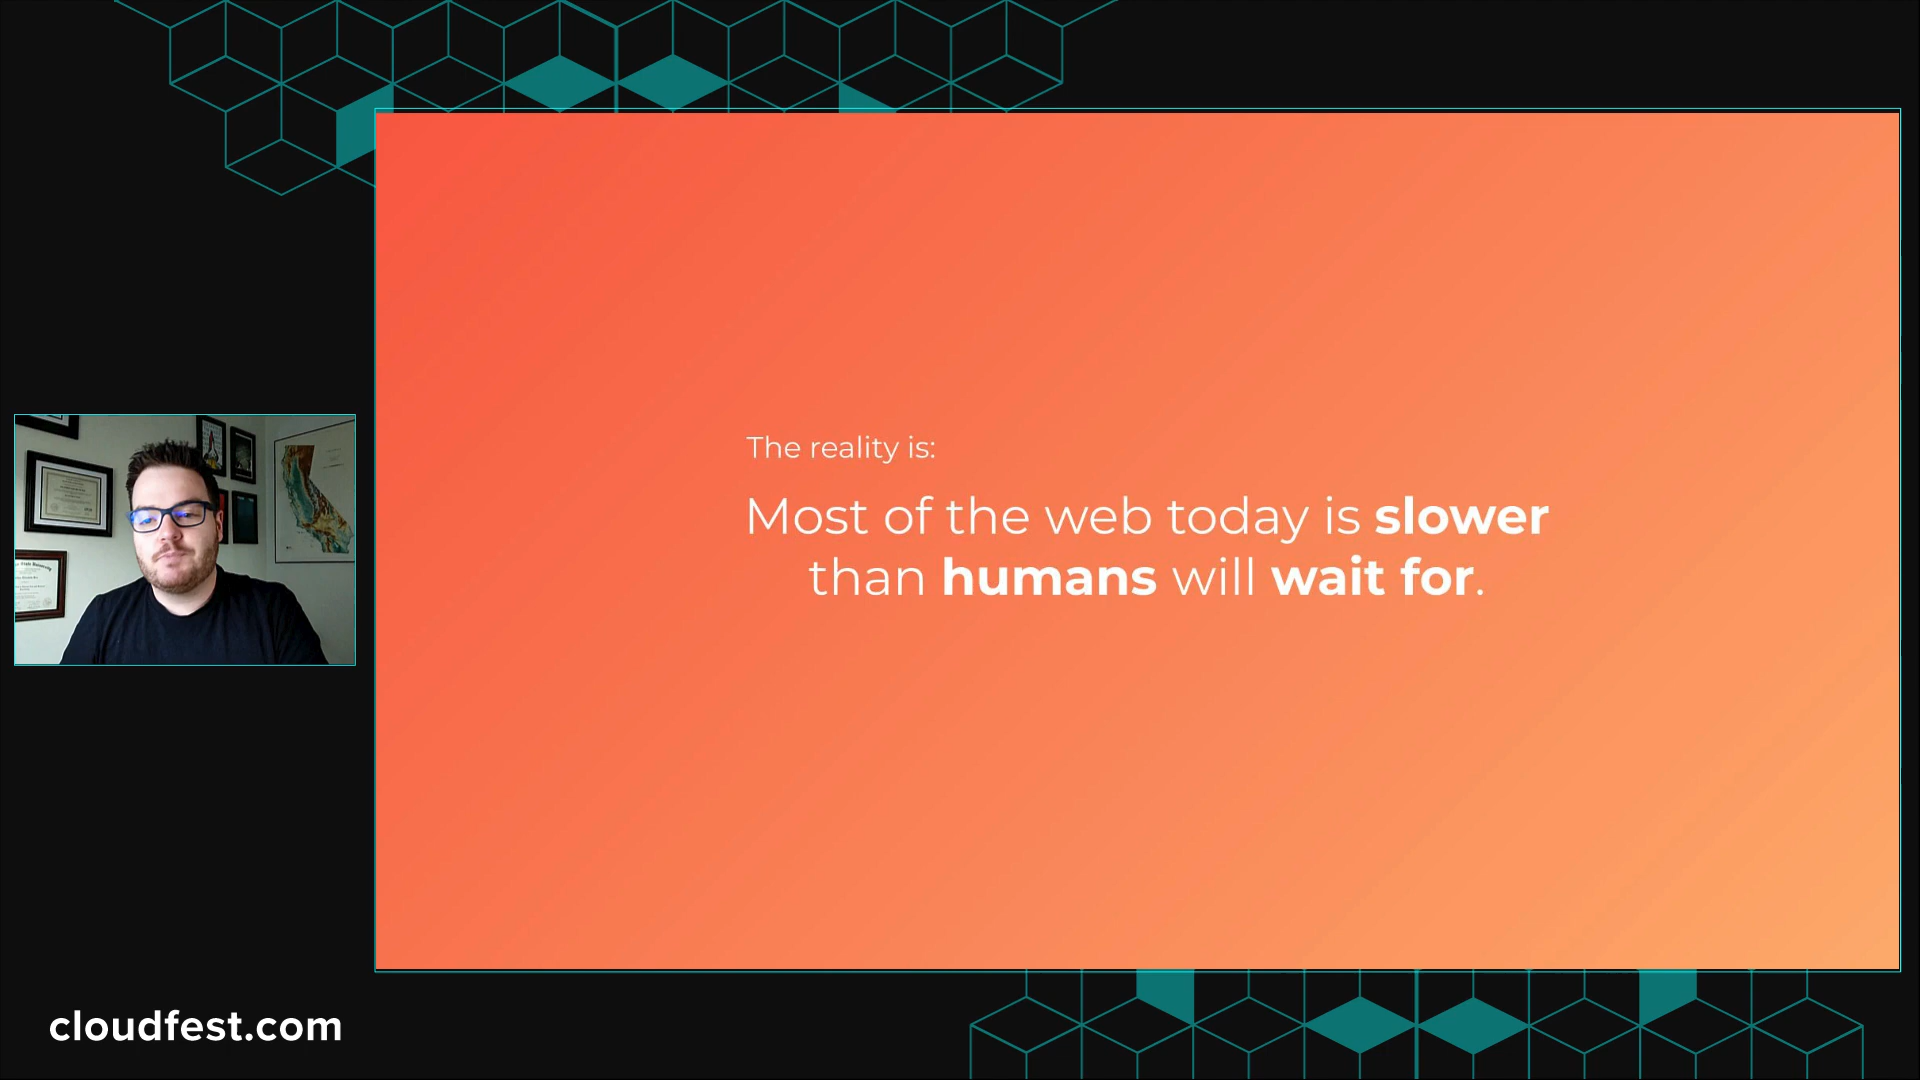 The reality is:
Most of the web today is slower
than humans will wait for.
cloudfest.com